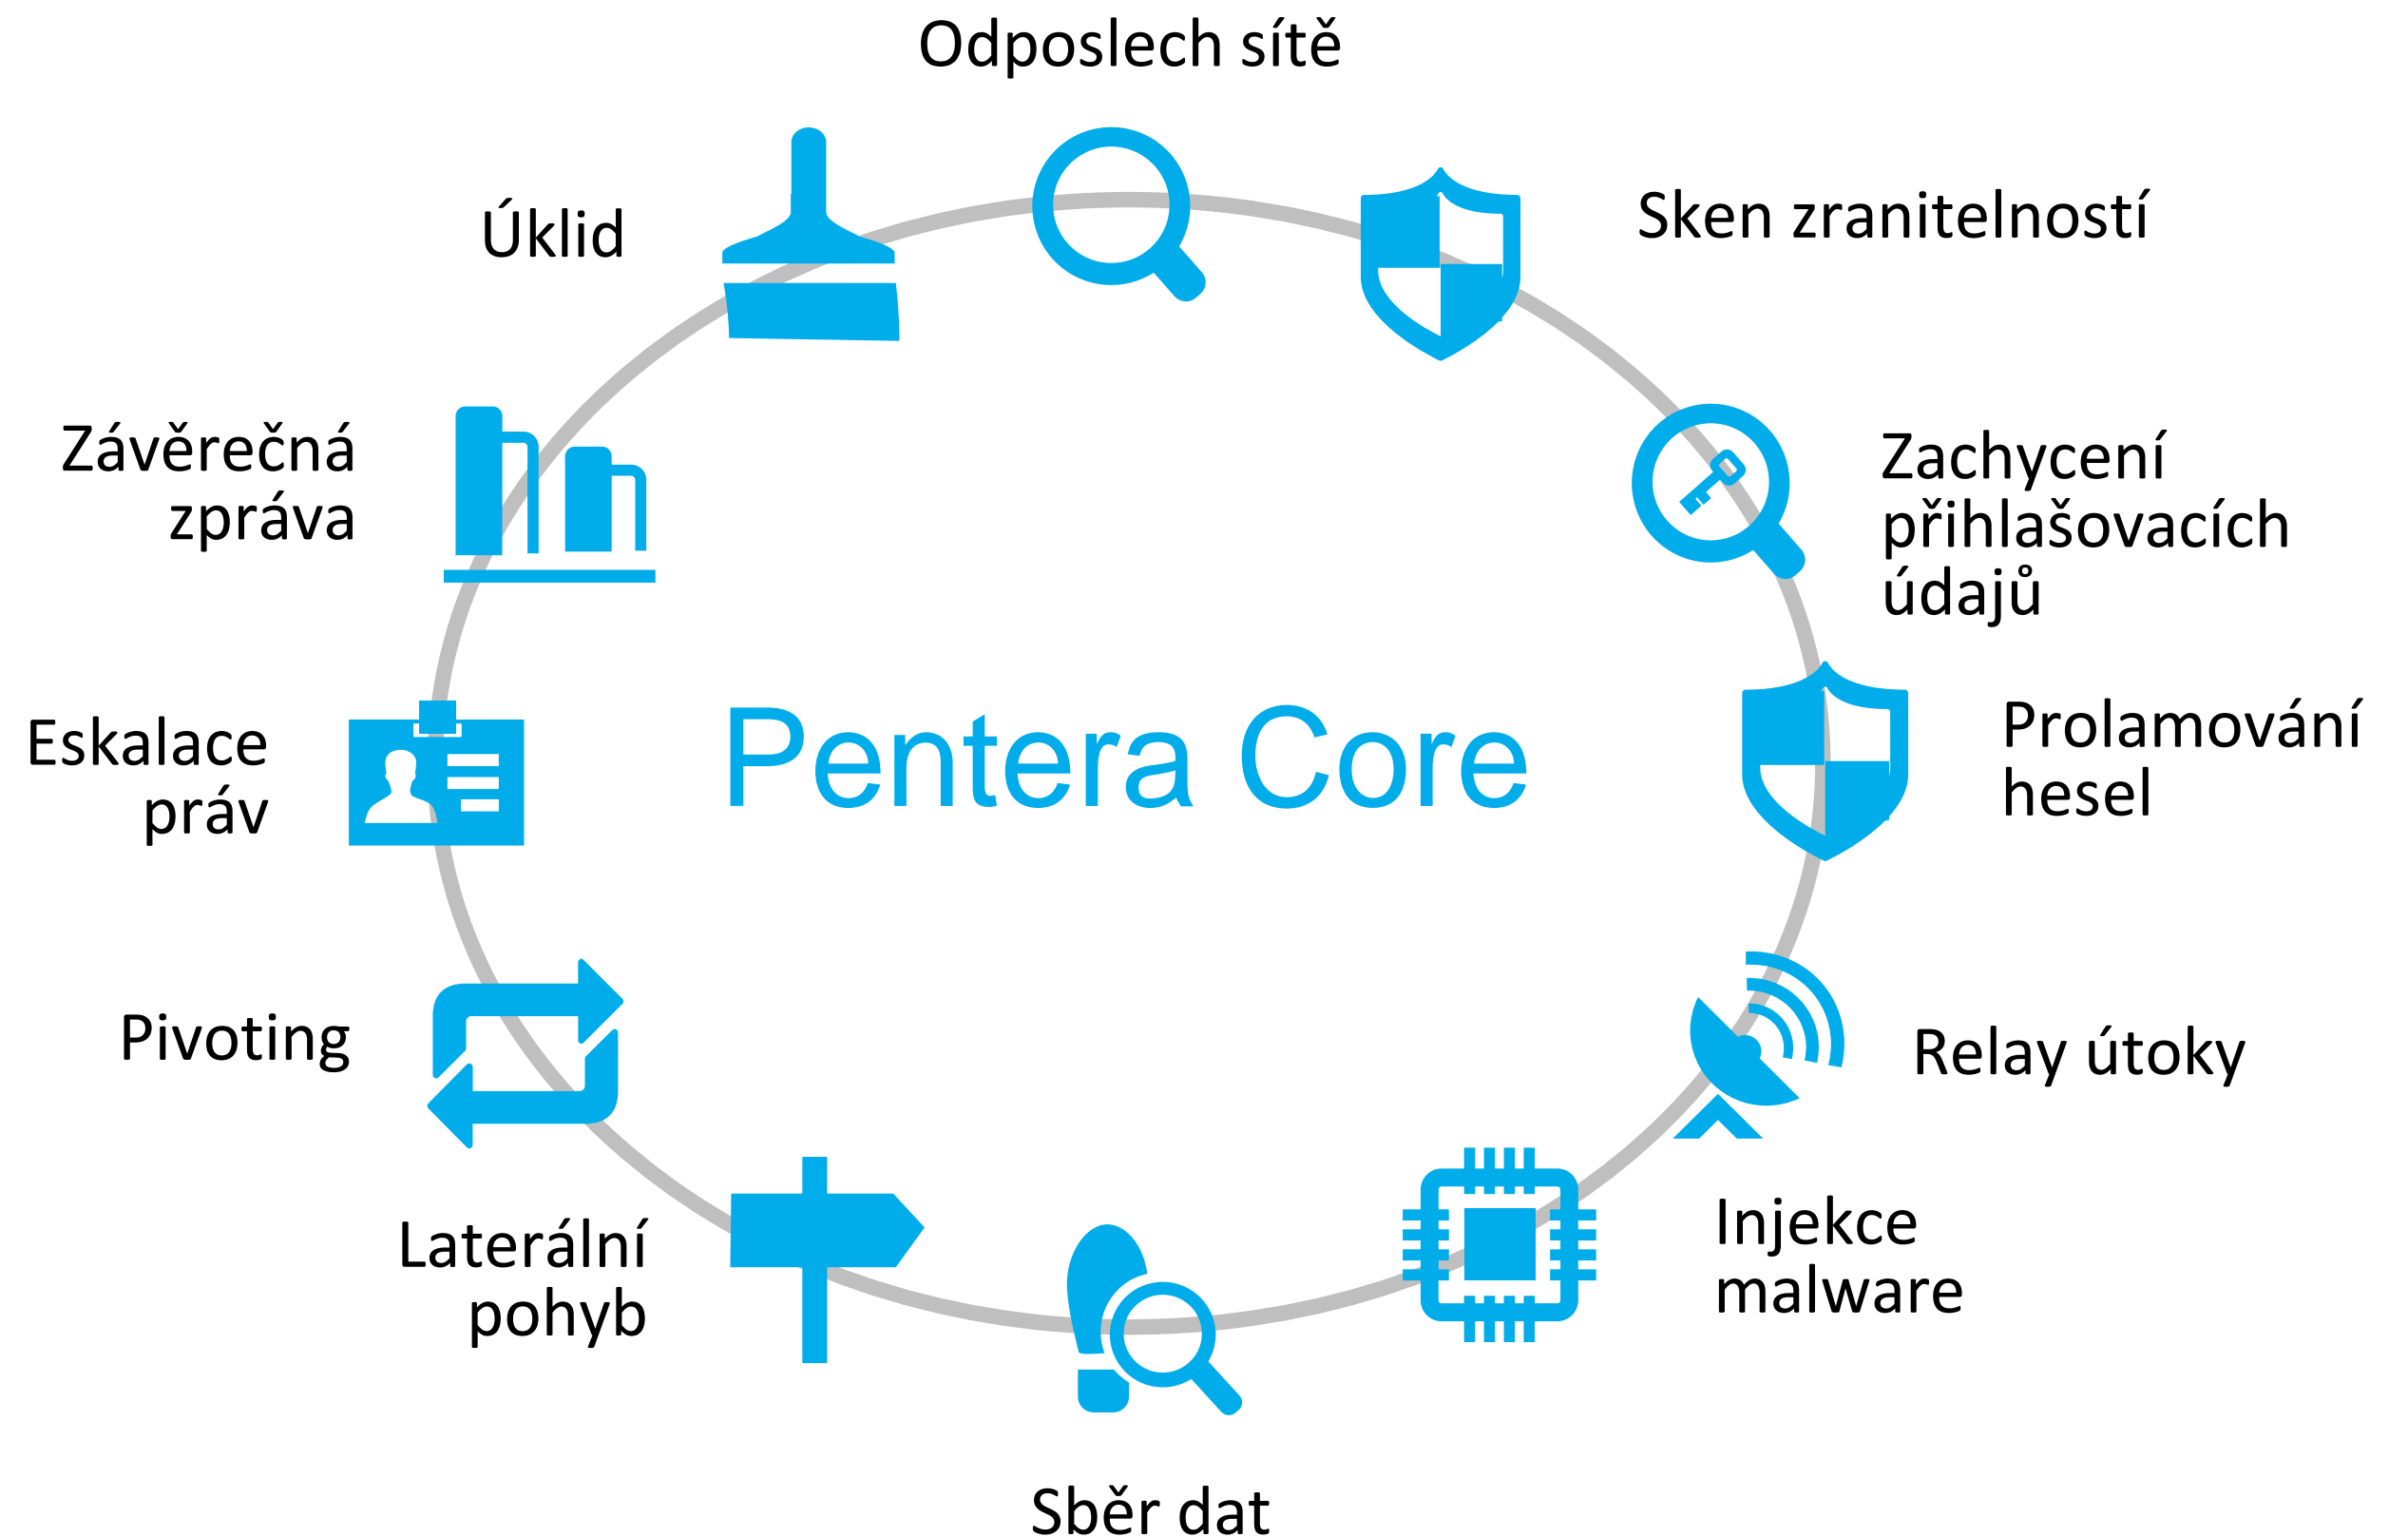 Odposlech sítě
Sken zranitelností
Zachycení
přihlašovacích
údajů
Prolamování
hesel
Relay útoky
Injekce
malware
Sběr dat
Laterální
pohyb
Pivoting
Eskalace
práv
Závěrečná
zpráva
Úklid
Pentera Core